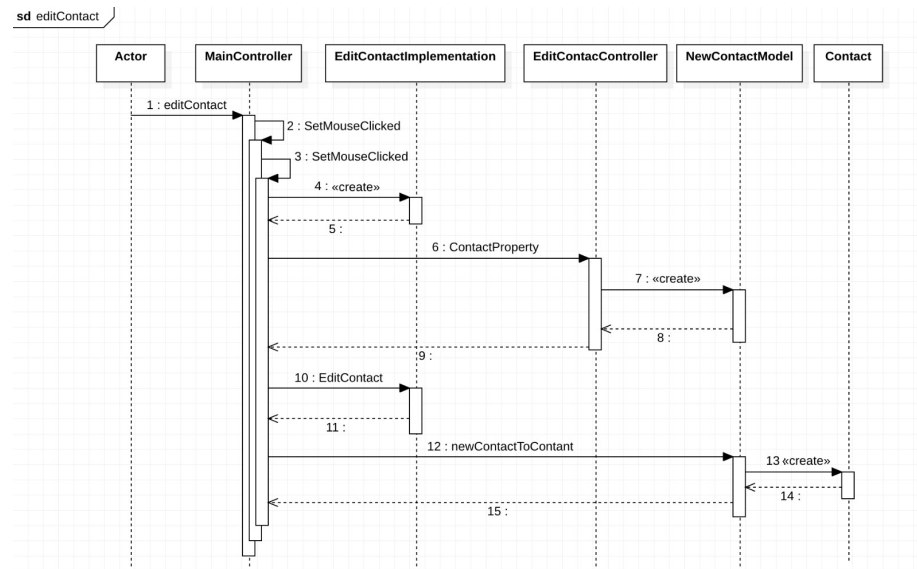 sd editContact
Actor
MainController
EditContactImplementation
EditContacController
NewContactModel
Contact
1 : editContact
2 : SetMouseClicked
3 : SetMouseClicked
4 : «create»
5 :
6 : ContactProperty
7 : «create»
8 :
9 :
10 : EditContact
11 :
12 : newContactToContant
13 «create»
14 :
15 :